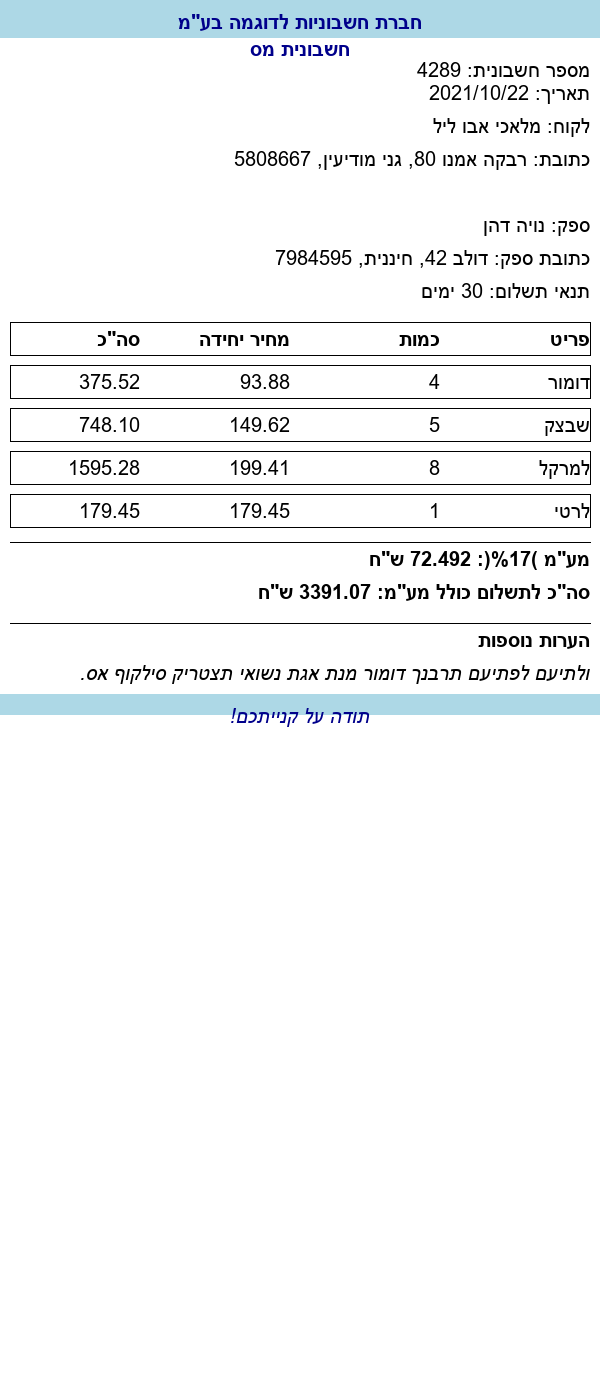 חברת חשבוניות לדוגמה בע"מ
חשבונית מס
מספר חשבונית: 4289
תאריך: 2021/10/22
לקוח: מלאכי אבו ליל
כתובת: רבקה אמנו 80, גני מודיעין, 5808667
ספק: נויה דהן
כתובת ספק: דולב 42, חיננית, 7984595
תנאי תשלום: 30 ימים
פריט כמות מחיר יחידה סה"כ
דומור 4 93.88 375.52
שבצק 5 149.62 748.10
למרקל 8 199.41 1595.28
לרטי 1 179.45 179.45
מע"מ )17%(: 72.492 ש"ח
סה"כ לתשלום כולל מע"מ: 3391.07 ש"ח
הערות נוספות
ולתיעם לפתיעם תרבנך דומור מנת אגת נשואי תצטריק סילקוף אס.
תודה על קנייתכם!